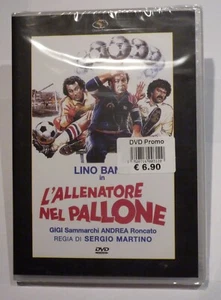 LINO BAN
in
DVD Promo
€ 6.90
L'ALLENATORE
NEL PALLONE
GIGI Sammarchi ANDREA Roncato
REGIA DI SERGIO MARTINO
DVD